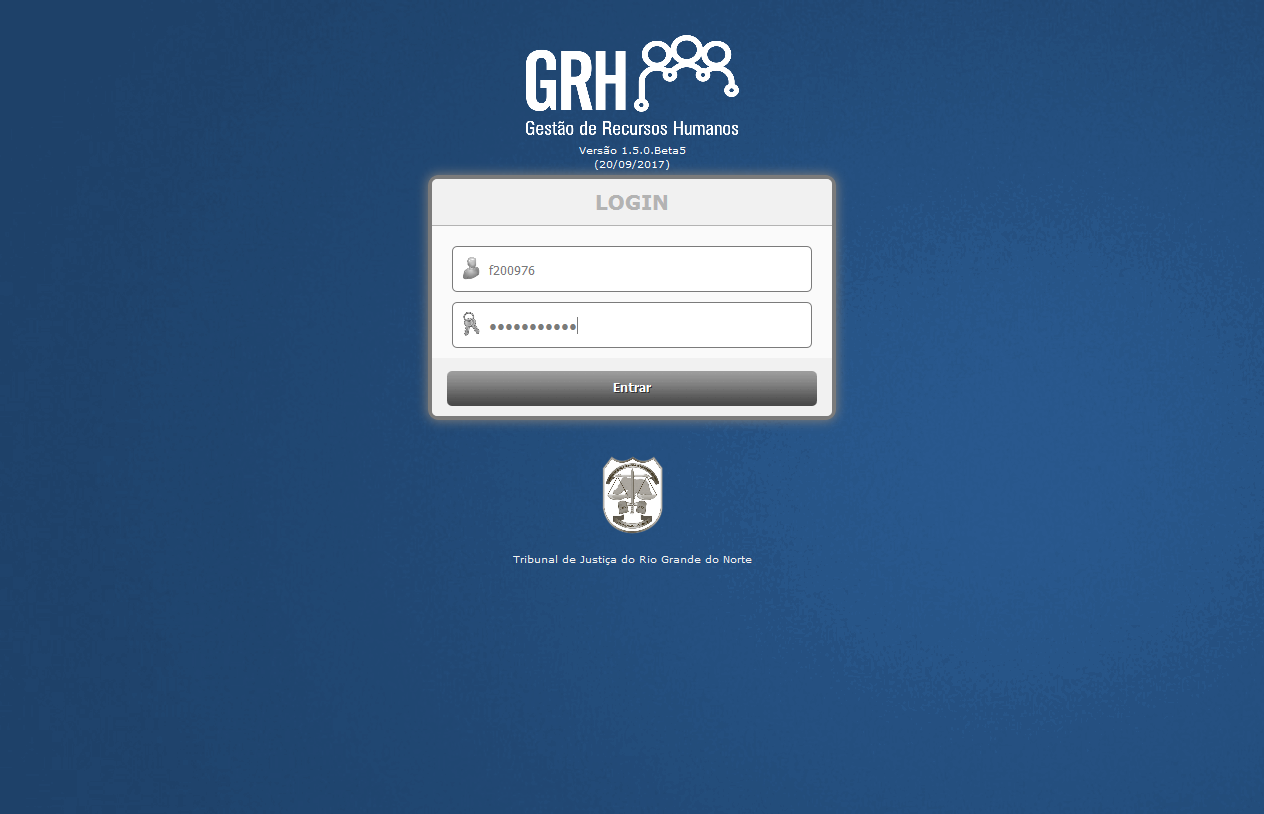 GRH
Gestão de Recursos Humanos
Versão 1.5.0.Beta5
(20/09/2017)
LOGIN
f200976
•••••••••••
Entrar
Tribunal de Justiça do Rio Grande do Norte